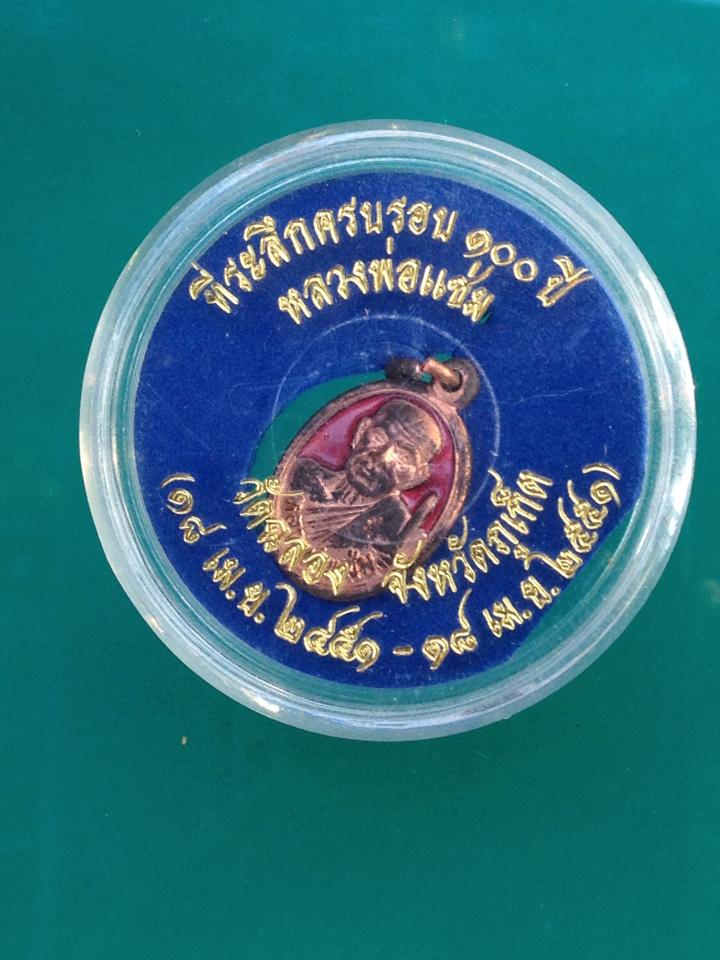 ที่ระลึกครบรอบ ๑๐๐ ปี
หลวงพ่อแช่ม
วัดฉลอง จังหวัดภูเก็ต
(๑๘ เม.ย. ๒๔๕๑ - ๑๘ เม.ย. ๒๕๕๑)